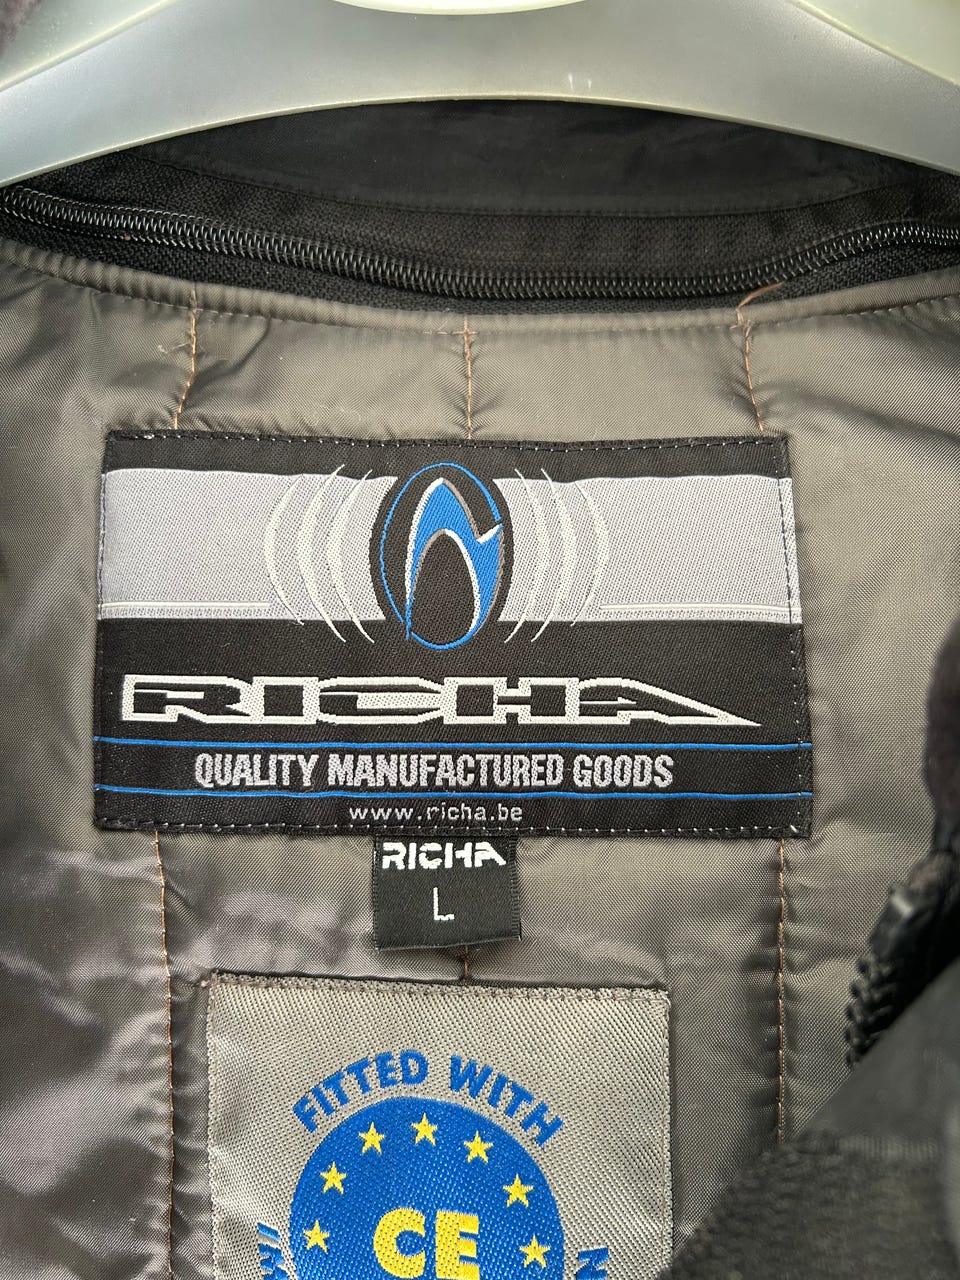 RICHA
QUALITY MANUFACTURED GOODS
www.richa.be
RICHA
L
FITTED WITH
CE